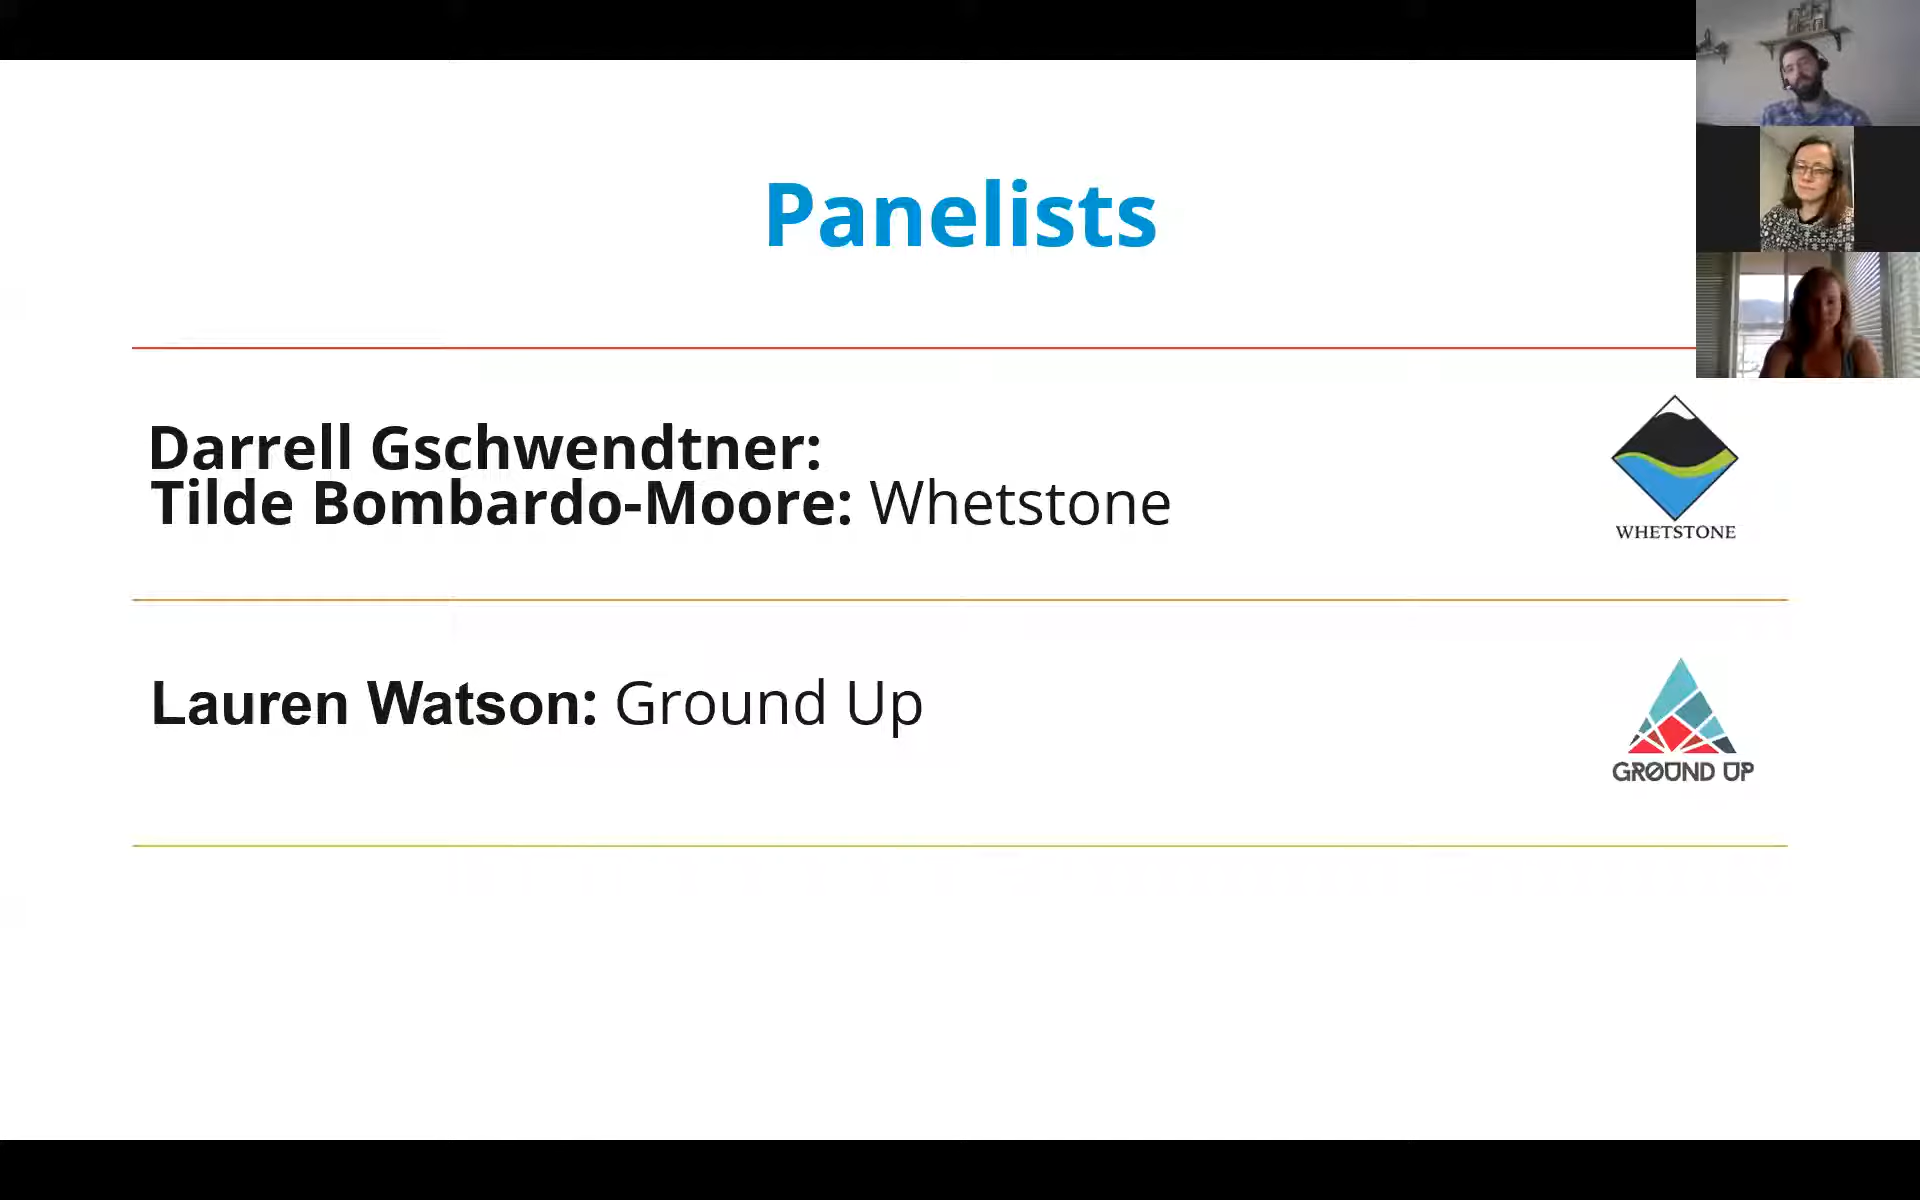 Panelists
Darrell Gschwendtner:
Tilde Bombardo-Moore: Whetstone
WHETSTONE
Lauren Watson: Ground Up
GROUND UP